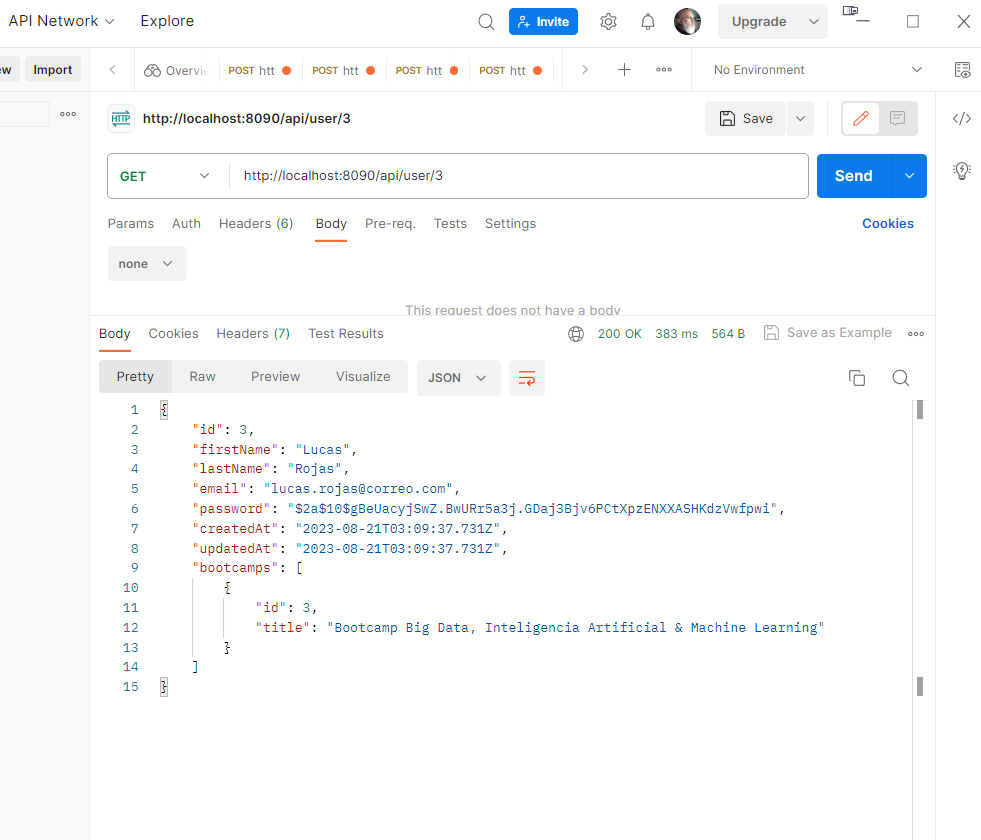 API Network Explore Invite Upgrade
ew Import Overvie POST htt POST htt POST htt POST htt No Environment
HTTP http://localhost:8090/api/user/3 Save
GET http://localhost:8090/api/user/3 Send
Params Auth Headers (6) Body Pre-req. Tests Settings Cookies
none
This request does not have a body
Body Cookies Headers (7) Test Results 200 OK 383 ms 564 B Save as Example
Pretty Raw Preview Visualize JSON
1 {
2 "id": 3,
3 "firstName": "Lucas",
4 "lastName": "Rojas",
5 "email": "lucas.rojas@correo.com",
6 "password": "$2a$10$gBeUacyjSwZ.BwURr5a3j.GDaj3Bjv6PCtXpzENXXASHKdzVwfpwi",
7 "createdAt": "2023-08-21T03:09:37.731Z",
8 "updatedAt": "2023-08-21T03:09:37.731Z",
9 "bootcamps": [
10 {
11 "id": 3,
12 "title": "Bootcamp Big Data, Inteligencia Artificial & Machine Learning"
13 }
14 ]
15 }